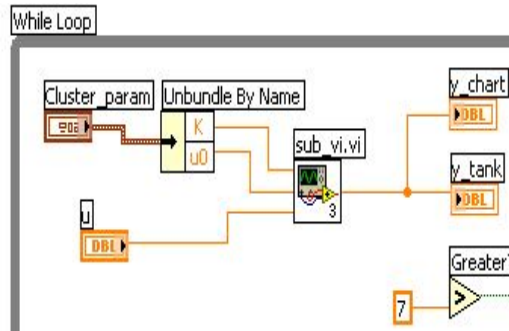 While Loop
Cluster_param
Unbundle By Name
y_chart
K
DBL
u0
sub_vi.vi
3
y_tank
DBL
u
DBL
Greater?
7
>